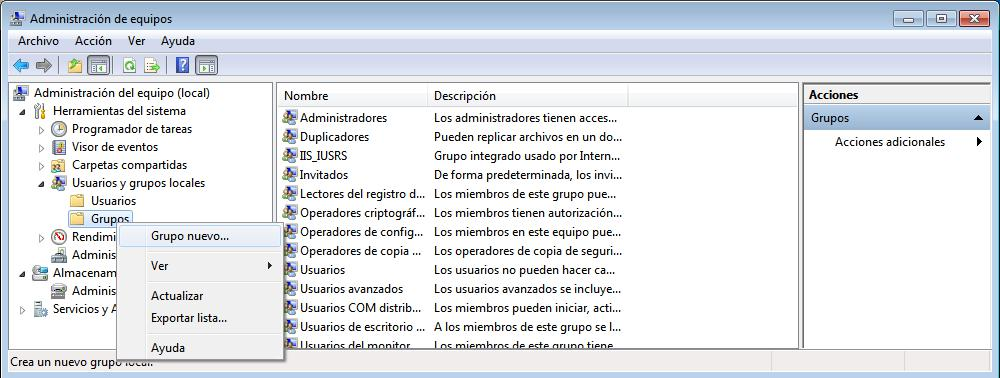 Administración de equipos
Archivo Acción Ver Ayuda
Administración del equipo (local)
Herramientas del sistema
Programador de tareas
Visor de eventos
Carpetas compartidas
Usuarios y grupos locales
Usuarios
Grupos
Rendimi
Adminis
Almacenam
Adminis
Servicios y A
Grupo nuevo...
Ver
Actualizar
Exportar lista...
Ayuda
Nombre Descripción
Administradores Los administradores tienen acces...
Duplicadores Pueden replicar archivos en un do...
IIS_IUSRS Grupo integrado usado por Intern...
Invitados De forma predeterminada, los invi...
Lectores del registro d... Los miembros de este grupo pue...
Operadores criptográf... Los miembros tienen autorización...
Operadores de config... Los miembros en este equipo pue...
Operadores de copia ... Los operadores de copia de seguri...
Usuarios Los usuarios no pueden hacer ca...
Usuarios avanzados Los usuarios avanzados se incluye...
Usuarios COM distrib... Los miembros pueden iniciar, acti...
Usuarios de escritorio ... A los miembros de este grupo se l...
Usuarios del monitor Los miembros de este grupo tiene
Acciones
Grupos
Acciones adicionales
Crea un nuevo grupo local.